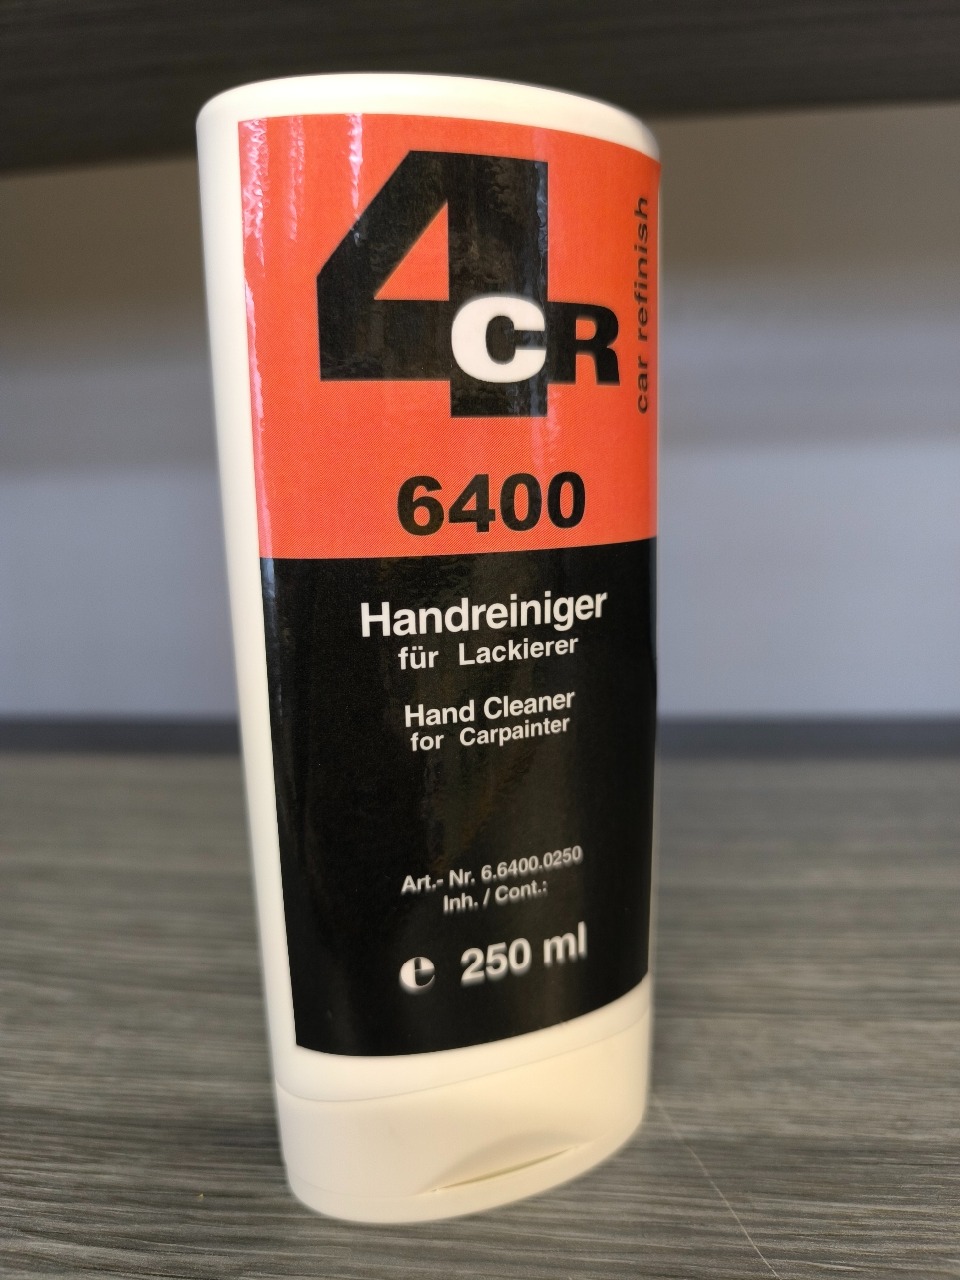 4CR
car refinish
6400
Handreiniger
für Lackierer
Hand Cleaner
for Carpainter
Art.- Nr. 6.6400.0250
Inh. / Cont.:
e 250 ml